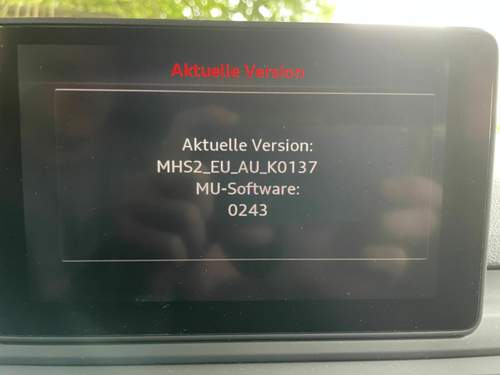 Aktuelle Version
Aktuelle Version:
MHS2_EU_AU_K0137
MU-Software:
0243